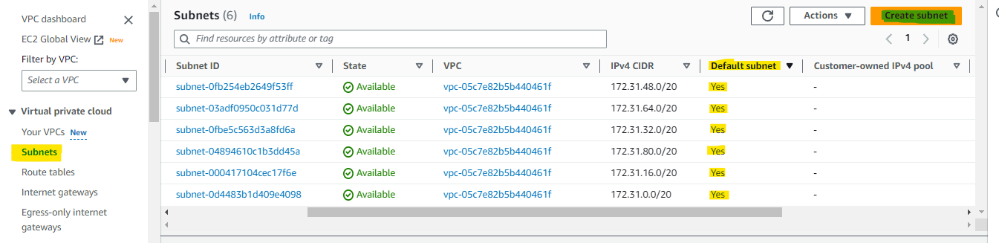 VPC dashboard
EC2 Global View New
Filter by VPC:
Select a VPC
Virtual private cloud
Your VPCs New
Subnets
Route tables
Internet gateways
Egress-only internet
gateways
Subnets (6) Info
Actions
Create subnet
Find resources by attribute or tag
1
Subnet ID State VPC IPv4 CIDR Default subnet Customer-owned IPv4 pool
subnet-0fb254eb2649f53ff Available vpc-05c7e82b5b440461f 172.31.48.0/20 Yes -
subnet-03adf0950c031d77d Available vpc-05c7e82b5b440461f 172.31.64.0/20 Yes -
subnet-0fbe5c563d3a8fd6a Available vpc-05c7e82b5b440461f 172.31.32.0/20 Yes -
subnet-04894610c1b3dd45a Available vpc-05c7e82b5b440461f 172.31.80.0/20 Yes -
subnet-000417104cec17f6e Available vpc-05c7e82b5b440461f 172.31.16.0/20 Yes -
subnet-0d4483b1d409e4098 Available vpc-05c7e82b5b440461f 172.31.0.0/20 Yes -